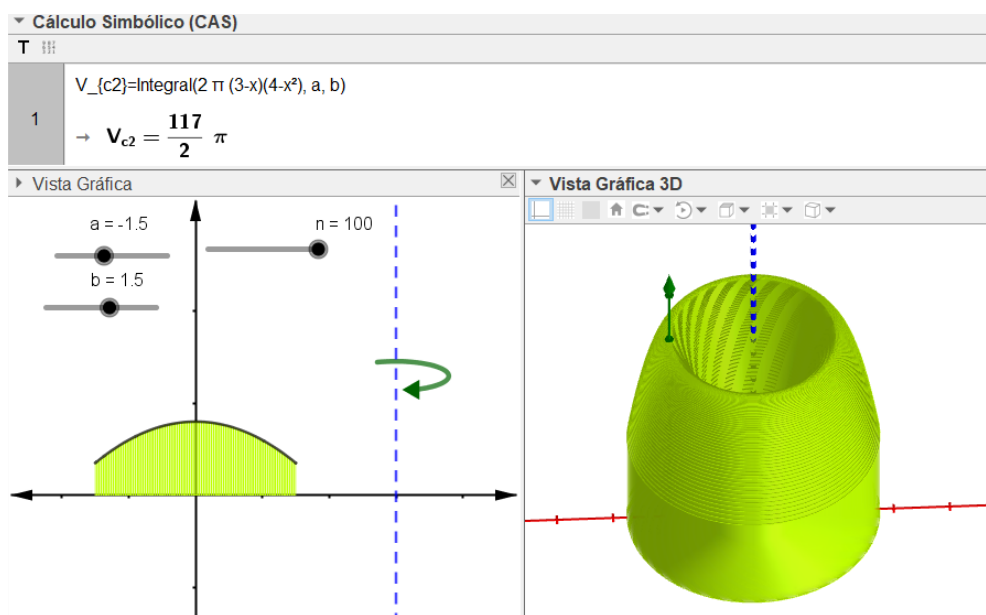 Cálculo Simbólico (CAS)
T
1
V_{c2}=Integral(2 π (3-x)(4-x²), a, b)
→ V_c2 = 117/2 π
Vista Gráfica
Vista Gráfica 3D
a = -1.5
n = 100
b = 1.5